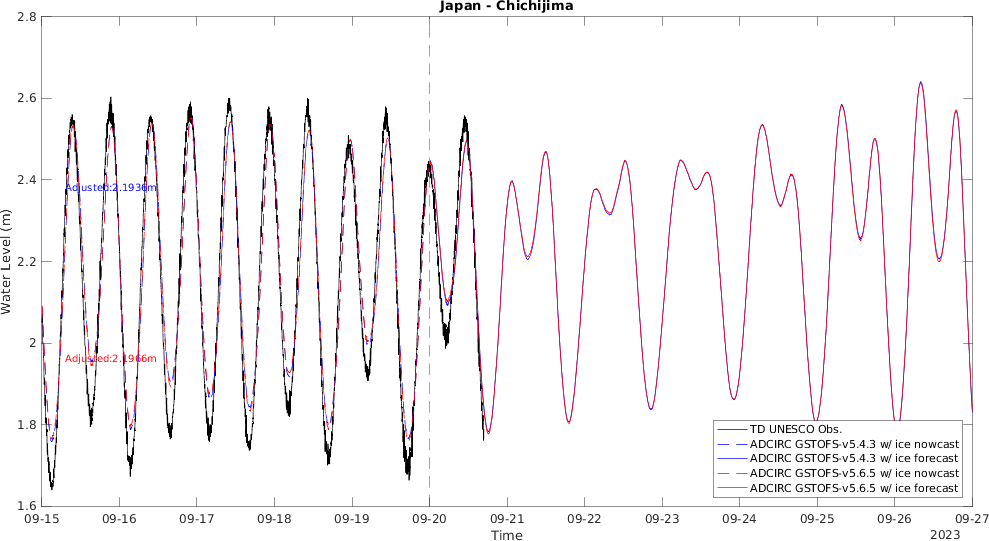 Japan - Chichijima
2.8
2.6
2.4
2.2
2
1.8
1.6
Water Level (m)
Adjusted:2.1936m
Adjusted:2.1966m
TD UNESCO Obs.
ADCIRC GSTOFS-v5.4.3 w/ ice nowcast
ADCIRC GSTOFS-v5.4.3 w/ ice forecast
ADCIRC GSTOFS-v5.6.5 w/ ice nowcast
ADCIRC GSTOFS-v5.6.5 w/ ice forecast
09-15 09-16 09-17 09-18 09-19 09-20 09-21 09-22 09-23 09-24 09-25 09-26 09-27
Time
2023